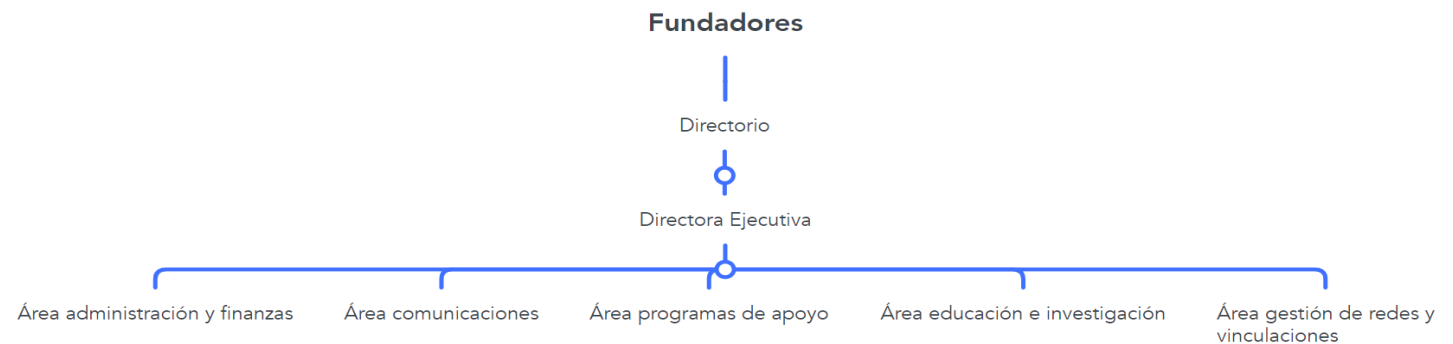 Fundadores
Directorio
Directora Ejecutiva
Área administración y finanzas
Área comunicaciones
Área programas de apoyo
Área educación e investigación
Área gestión de redes y
vinculaciones